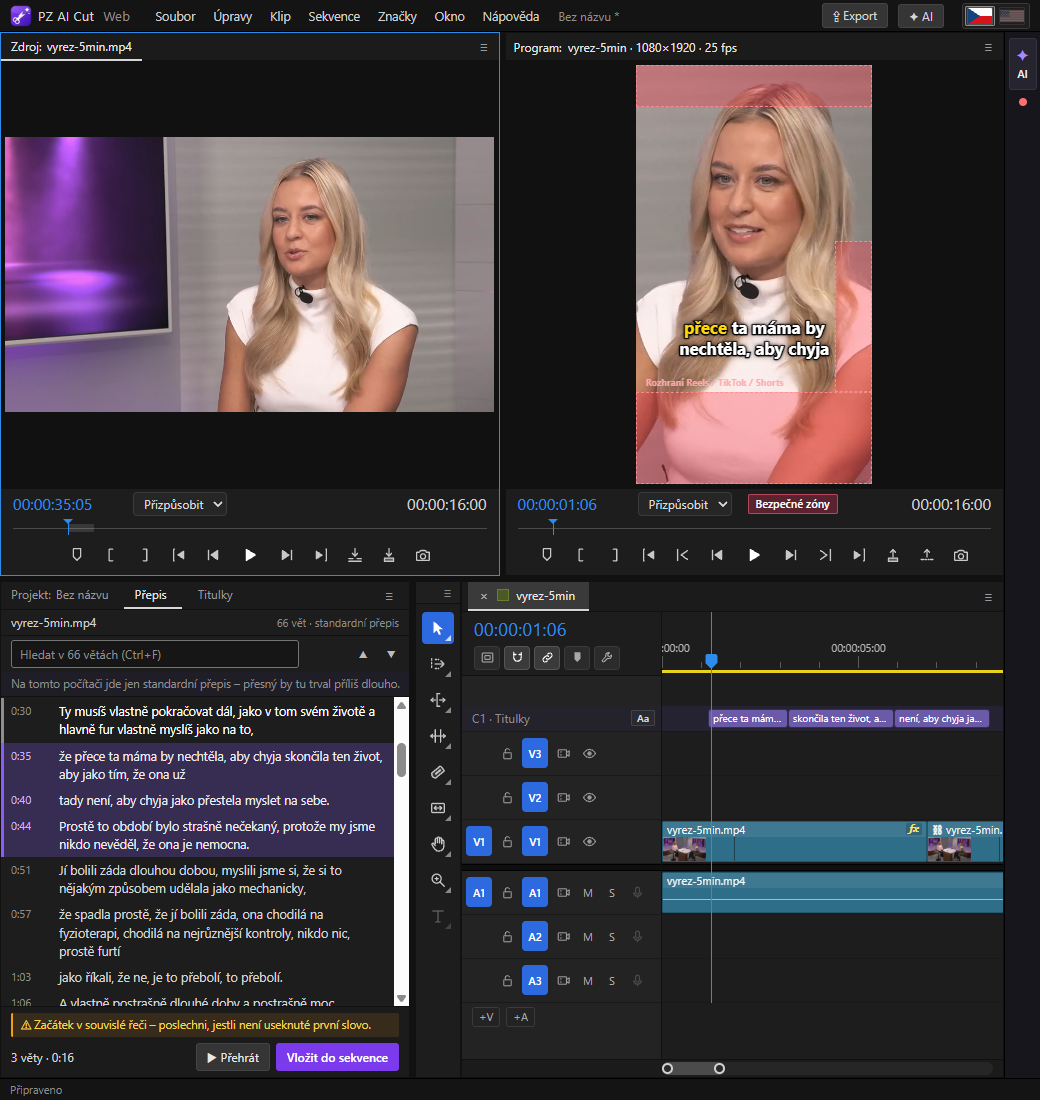 PZ AI Cut Web Soubor Úpravy Klip Sekvence Značky Okno Nápověda Bez názvu *
Export AI
Zdroj: vyrez-5min.mp4
Program: vyrez-5min · 1080×1920 · 25 fps
AI
přece ta máma by
nechtěla, aby chyja
Rozhraní Reels / TikTok / Shorts
00:00:35:05 Přizpůsobit 00:00:16:00
00:00:01:06 Přizpůsobit Bezpečné zóny 00:00:16:00
Projekt: Bez názvu Přepis Titulky
vyrez-5min.mp4 66 vět · standardní přepis
Hledat v 66 větách (Ctrl+F)
Na tomto počítači jde jen standardní přepis – přesný by tu trval příliš dlouho.
0:30 Ty musíš vlastně pokračovat dál, jako v tom svém životě a
hlavně fur vlastně myslíš jako na to,
0:35 že přece ta máma by nechtěla, aby chyja skončila ten život,
aby jako tím, že ona už
0:40 tady není, aby chyja jako přestela myslet na sebe.
0:44 Prostě to období bylo strašně nečekaný, protože my jsme
nikdo nevěděl, že ona je nemocna.
0:51 Jí bolili záda dlouhou dobou, myslili jsme si, že si to
nějakým způsobem udělala jako mechanicky,
0:57 že spadla prostě, že jí bolili záda, ona chodilá na
fyzioterapi, chodilá na nejrůznější kontroly, nikdo nic,
prostě furtí
1:03 jako říkali, že ne, je to přebolí, to přebolí.
1:06 A vlastně postrašně dlouhé doby a postrašně moc
⚠ Začátek v souvislé řeči – poslechni, jestli není useknuté první slovo.
3 věty · 0:16 Přehrát Vložit do sekvence
Připraveno
× vyrez-5min
00:00:01:06
:00:00 00:00:05:00
C1 · Titulky Aa přece ta mám... skončila ten život, a... není, aby chyja ja...
V3
V2
V1 V1 vyrez-5min.mp4 fx vyrez-5min.
A1 A1 M S vyrez-5min.mp4
A2 M S
A3 M S
+V +A